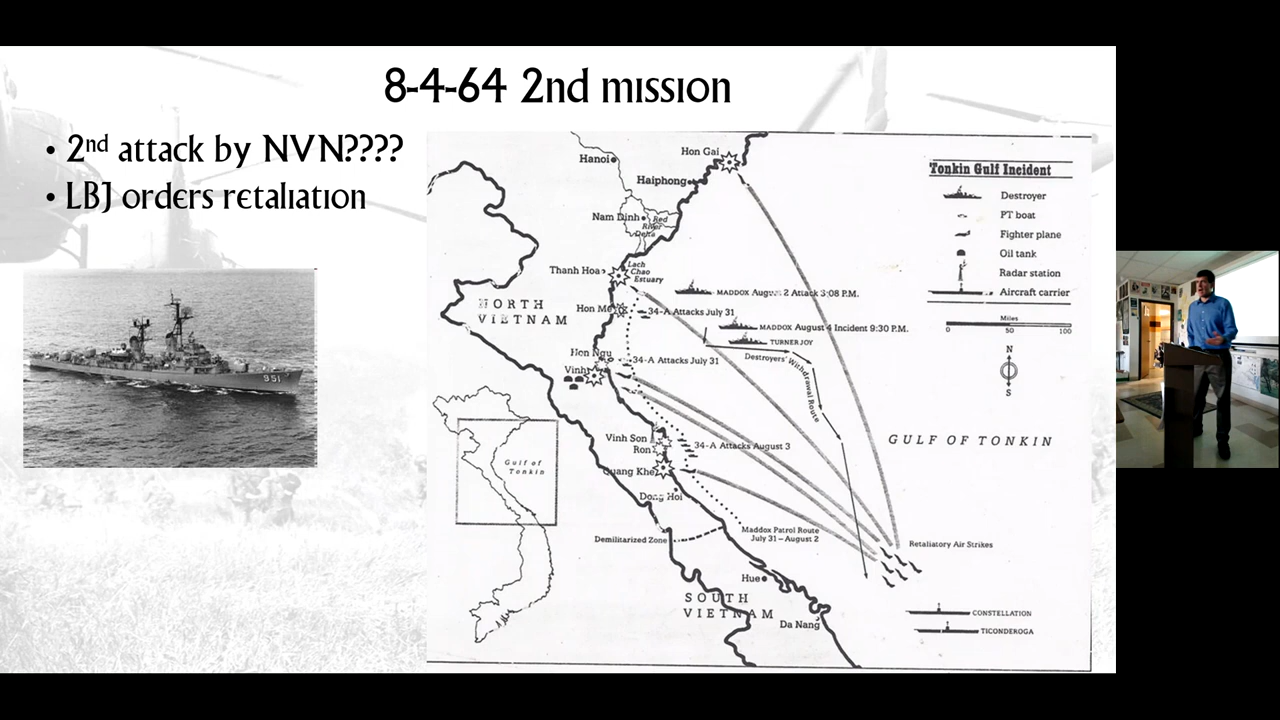 8-4-64 2nd mission
• 2nd attack by NVN????
• LBJ orders retaliation
951
Hanoi
Hon Gai
Haiphong
Nam Dinh
Red
River
Delta
Thanh Hoa
Lach
Chao
Estuary
MADDOX August 2 Attack 3:08 P.M.
NORTH
VIETNAM
Hon Me
34-A Attacks July 31
MADDOX August 4 Incident 9:30 P.M.
TURNER JOY
Destroyers' Withdrawal Route
Hon Ngu
34-A Attacks July 31
Vinh
Vinh Son
Ron
34-A Attacks August 3
Quang Khe
Dong Hoi
Gulf of
Tonkin
GULF OF TONKIN
Maddox Patrol Route
July 31–August 2
Demilitarized Zone
Retaliatory Air Strikes
Hue
SOUTH
VIETNAM
Da Nang
CONSTELLATION
TICONDEROGA
Tonkin Gulf Incident
Destroyer
PT boat
Fighter plane
Oil tank
Radar station
Aircraft carrier
Miles
0 50 100
N
S